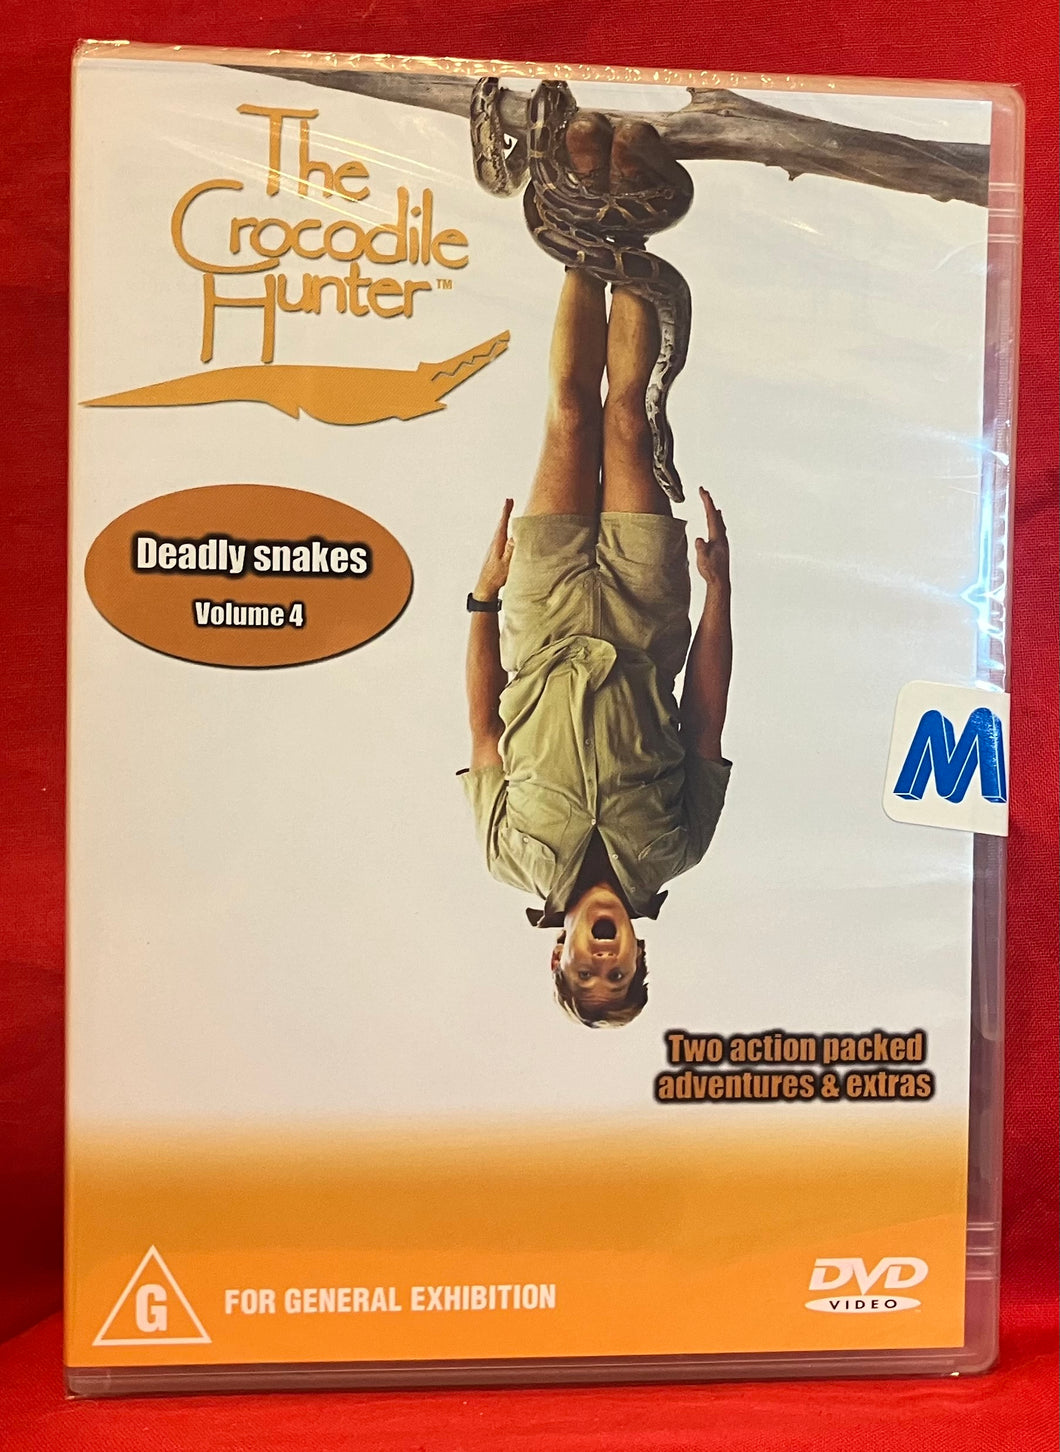 The
Crocodile
Hunter™
Deadly snakes
Volume 4
M
Two action packed
adventures & extras
G
FOR GENERAL EXHIBITION
DVD
VIDEO